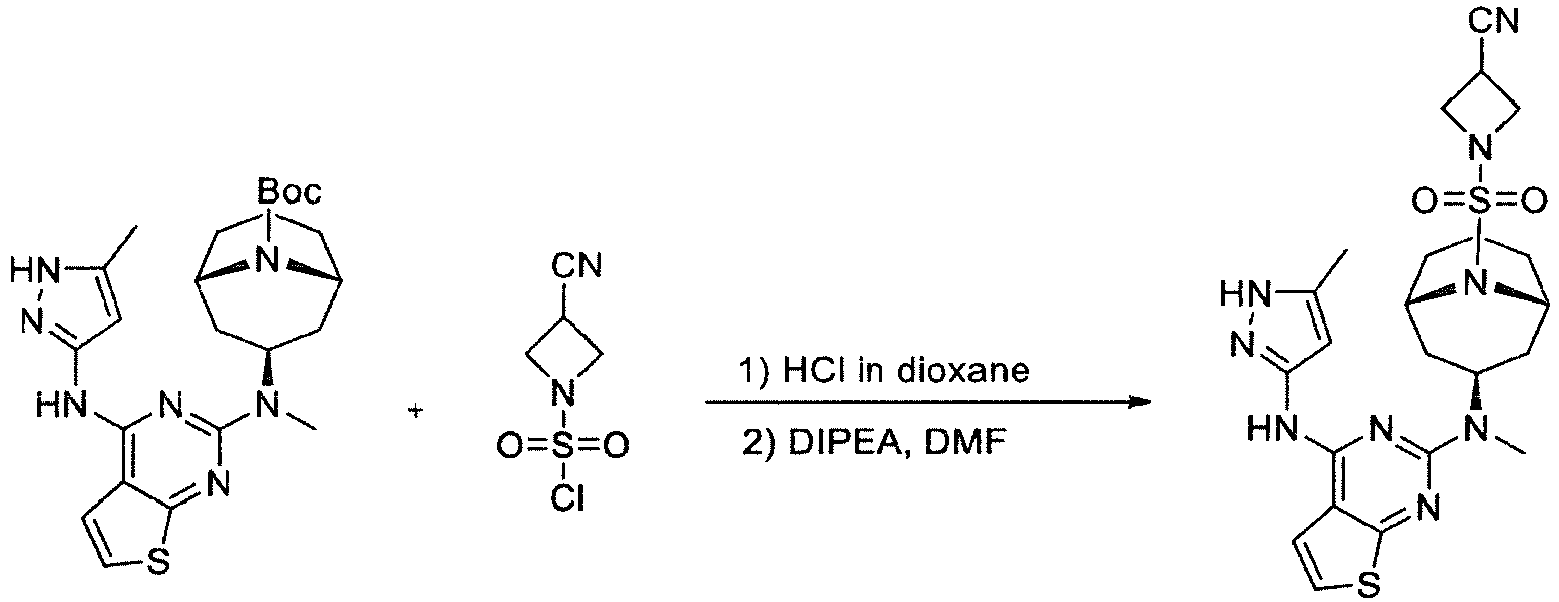 CN
N
O=S=O
Boc
N
HN
N
HN
N
N
N
S
+
CN
N
O=S=O
Cl
1) HCl in dioxane
2) DIPEA, DMF
N
HN
N
HN
N
N
N
S